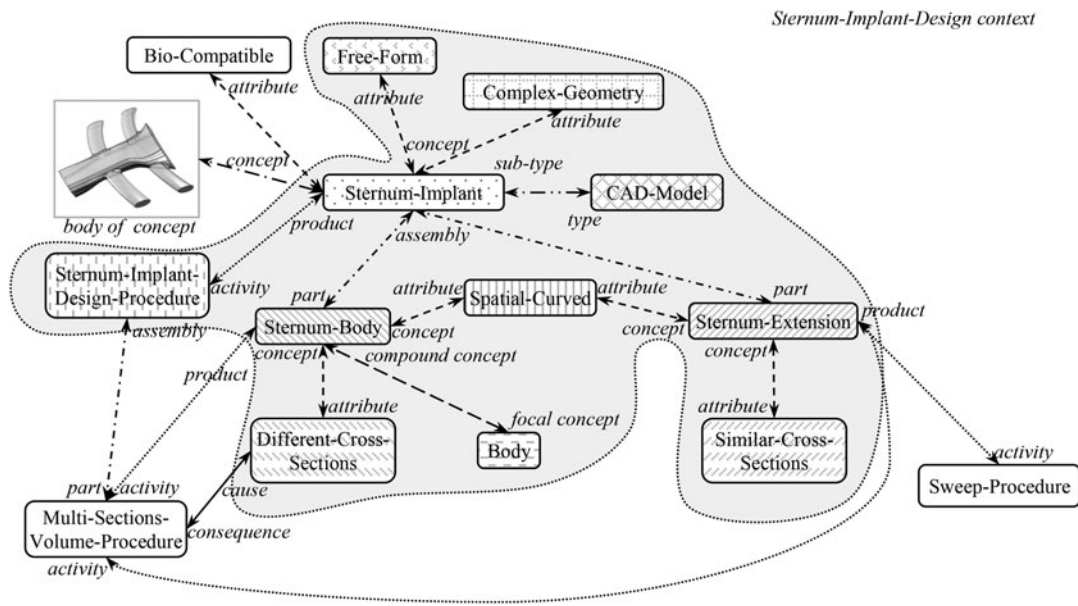 Sternum-Implant-Design context
Bio-Compatible
attribute
Free-Form
attribute
Complex-Geometry
attribute
concept
concept
sub-type
Sternum-Implant
CAD-Model
type
body of concept
product
assembly
Sternum-Implant-
Design-Procedure
activity
assembly
part
attribute
Spatial-Curved
attribute
part
Sternum-Body
concept
concept
Sternum-Extension
product
concept
compound concept
concept
product
attribute
focal concept
attribute
Different-Cross-
Sections
Body
Similar-Cross-
Sections
activity
Sweep-Procedure
part
activity
cause
Multi-Sections-
Volume-Procedure
consequence
activity